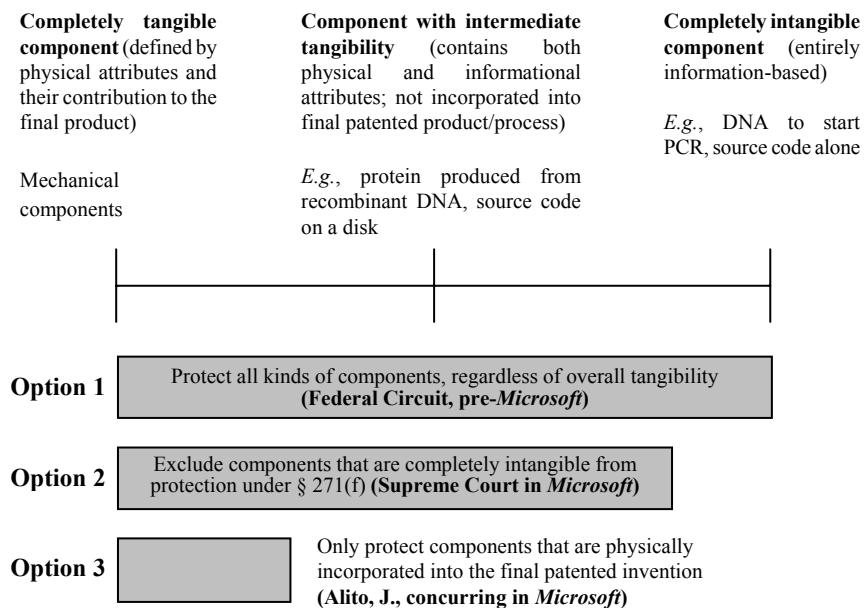 Completely tangible
component (defined by
physical attributes and
their contribution to the
final product)
Mechanical
components
Component with intermediate
tangibility (contains both
physical and informational
attributes; not incorporated into
final patented product/process)
E.g., protein produced from
recombinant DNA, source code
on a disk
Completely intangible
component (entirely
information-based)
E.g., DNA to start
PCR, source code alone
Option 1
Protect all kinds of components, regardless of overall tangibility
(Federal Circuit, pre-Microsoft)
Option 2
Exclude components that are completely intangible from
protection under § 271(f) (Supreme Court in Microsoft)
Option 3
Only protect components that are physically
incorporated into the final patented invention
(Alito, J., concurring in Microsoft)